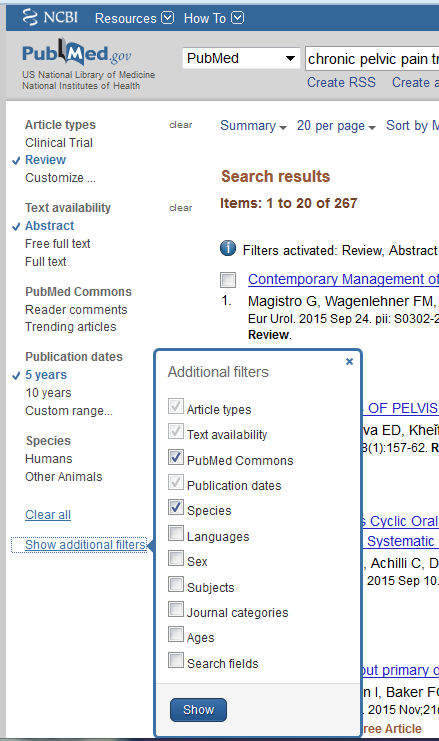 NCBI Resources How To
PubMed.gov
US National Library of Medicine
National Institutes of Health
PubMed
chronic pelvic pain tr
Create RSS Create a
Article types clear
Clinical Trial
Review
Customize ...
Text availability clear
Abstract
Free full text
Full text
PubMed Commons
Reader comments
Trending articles
Publication dates
5 years
10 years
Custom range...
Species
Humans
Other Animals
Clear all
Show additional filters
Summary 20 per page Sort by M
Search results
Items: 1 to 20 of 267
Filters activated: Review, Abstract
Contemporary Management of
1. Magistro G, Wagenlehner FM,
Eur Urol. 2015 Sep 24. pii: S0302-2
Review.
Additional filters
Article types
Text availability
PubMed Commons
Publication dates
Species
Languages
Sex
Subjects
Journal categories
Ages
Search fields
Show
OF PELVIS
va ED, Kheĭf
8(1):157-62. R
s Cyclic Oral
Systematic
, Achilli C, D
2015 Sep 10.
out primary d
n I, Baker FC
2015 Nov;21(
ree Article